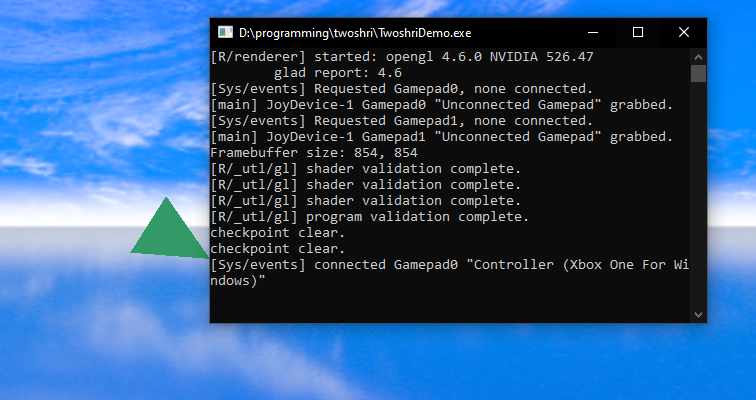 D:\programming\twoshri\TwoshriDemo.exe
[R/renderer] started: opengl 4.6.0 NVIDIA 526.47
glad report: 4.6
[Sys/events] Requested Gamepad0, none connected.
[main] JoyDevice-1 Gamepad0 "Unconnected Gamepad" grabbed.
[Sys/events] Requested Gamepad1, none connected.
[main] JoyDevice-1 Gamepad1 "Unconnected Gamepad" grabbed.
Framebuffer size: 854, 854
[R/_utl/gl] shader validation complete.
[R/_utl/gl] shader validation complete.
[R/_utl/gl] shader validation complete.
[R/_utl/gl] program validation complete.
checkpoint clear.
checkpoint clear.
[Sys/events] connected Gamepad0 "Controller (Xbox One For Wi
ndows)"